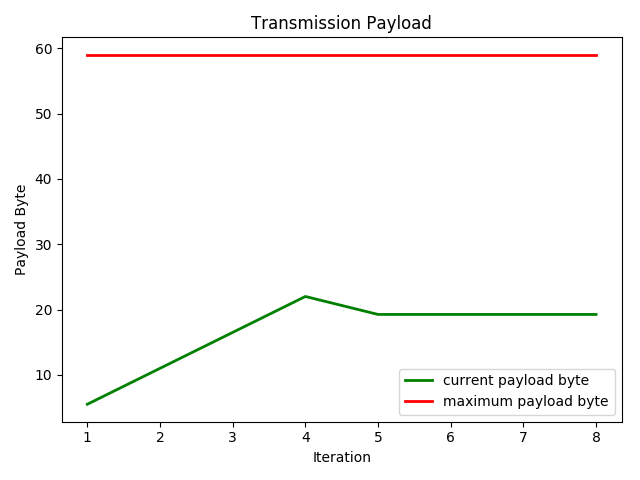 Transmission Payload
Payload Byte
60
50
40
30
20
10
1 2 3 4 5 6 7 8
Iteration
current payload byte
maximum payload byte